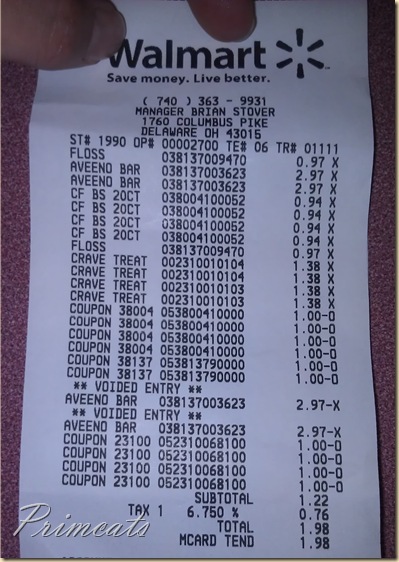 Walmart
Save money. Live better.
( 740 ) 363 - 9931
MANAGER BRIAN STOVER
1760 COLUMBUS PIKE
DELAWARE OH 43015
ST# 1990 OP# 00002700 TE# 06 TR# 01111
FLOSS 038137009470 0.97 X
AVEENO BAR 038137003623 2.97 X
AVEENO BAR 038137003623 2.97 X
CF BS 20CT 038004100052 0.94 X
CF BS 20CT 038004100052 0.94 X
CF BS 20CT 038004100052 0.94 X
CF BS 20CT 038004100052 0.94 X
FLOSS 038137009470 0.97 X
CRAVE TREAT 002310010104 1.38 X
CRAVE TREAT 002310010104 1.38 X
CRAVE TREAT 002310010103 1.38 X
CRAVE TREAT 002310010103 1.38 X
COUPON 38004 053800410000 1.00-O
COUPON 38004 053800410000 1.00-O
COUPON 38004 053800410000 1.00-O
COUPON 38004 053800410000 1.00-O
COUPON 38137 053813790000 1.00-O
COUPON 38137 053813790000 1.00-O
** VOIDED ENTRY **
AVEENO BAR 038137003623 2.97-X
** VOIDED ENTRY **
AVEENO BAR 038137003623 2.97-X
COUPON 23100 052310068100 1.00-O
COUPON 23100 052310068100 1.00-O
COUPON 23100 052310068100 1.00-O
COUPON 23100 052310068100 1.00-O
SUBTOTAL 1.22
TAX 1 6.750 % 0.76
TOTAL 1.98
MCARD TEND 1.98
Primcats